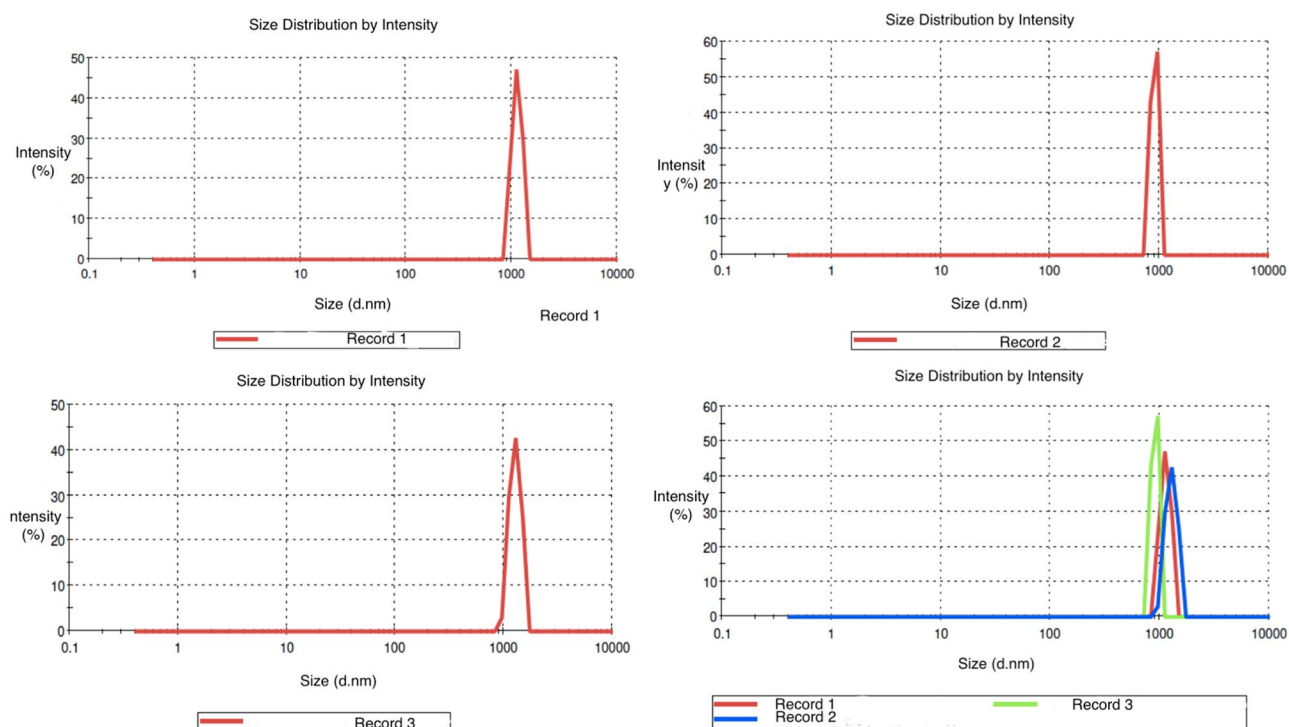 Size Distribution by Intensity
50
40
30
20
10
0
Intensity
(%)
0.1 1 10 100 1000 10000
Size (d.nm)
Record 1
Record 1
Size Distribution by Intensity
60
50
40
30
20
10
0
Intensit
y (%)
0.1 1 10 100 1000 10000
Size (d.nm)
Record 2
Size Distribution by Intensity
50
40
30
20
10
0
ntensity
(%)
0.1 1 10 100 1000 10000
Size (d.nm)
Record 3
Size Distribution by Intensity
60
50
40
30
20
10
0
Intensity
(%)
0.1 1 10 100 1000 10000
Size (d.nm)
Record 1 Record 3
Record 2